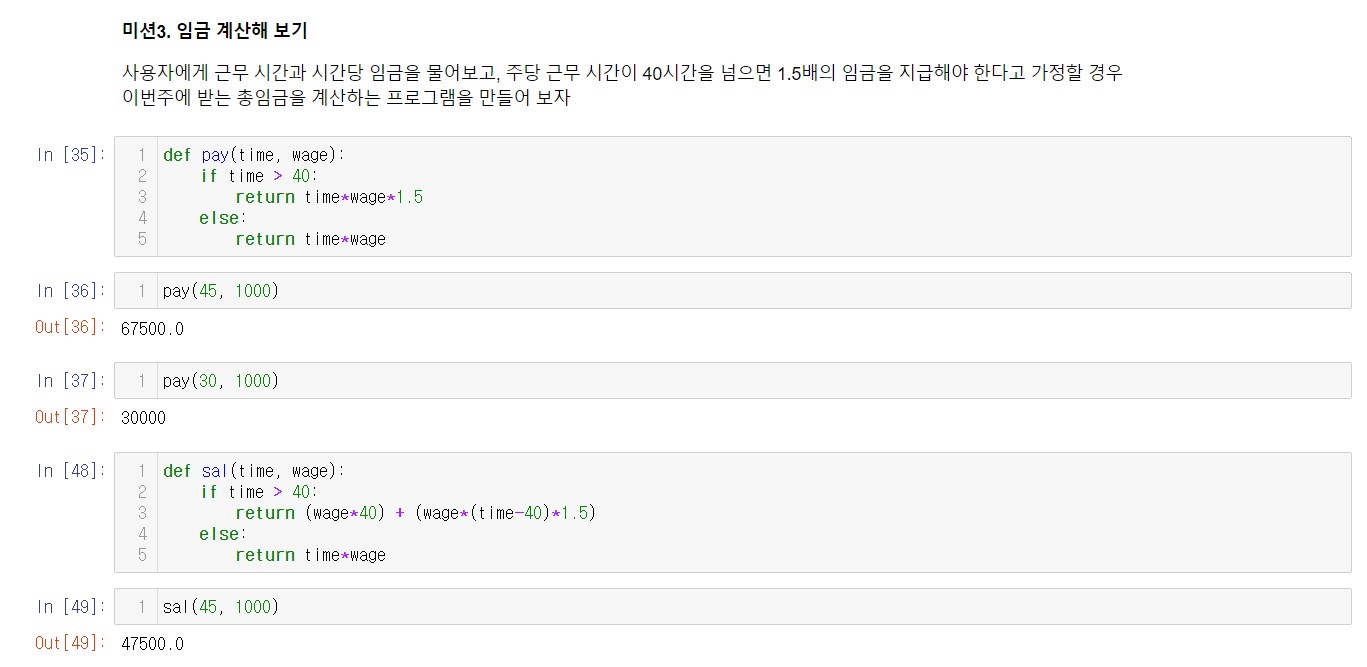 미션3. 임금 계산해 보기
사용자에게 근무 시간과 시간당 임금을 물어보고, 주당 근무 시간이 40시간을 넘으면 1.5배의 임금을 지급해야 한다고 가정할 경우
이번주에 받는 총임금을 계산하는 프로그램을 만들어 보자
In [35]: 1 def pay(time, wage):
2     if time > 40:
3         return time*wage*1.5
4     else:
5         return time*wage
In [36]: 1 pay(45, 1000)
Out[36]: 67500.0
In [37]: 1 pay(30, 1000)
Out[37]: 30000
In [48]: 1 def sal(time, wage):
2     if time > 40:
3         return (wage*40) + (wage*(time-40)*1.5)
4     else:
5         return time*wage
In [49]: 1 sal(45, 1000)
Out[49]: 47500.0